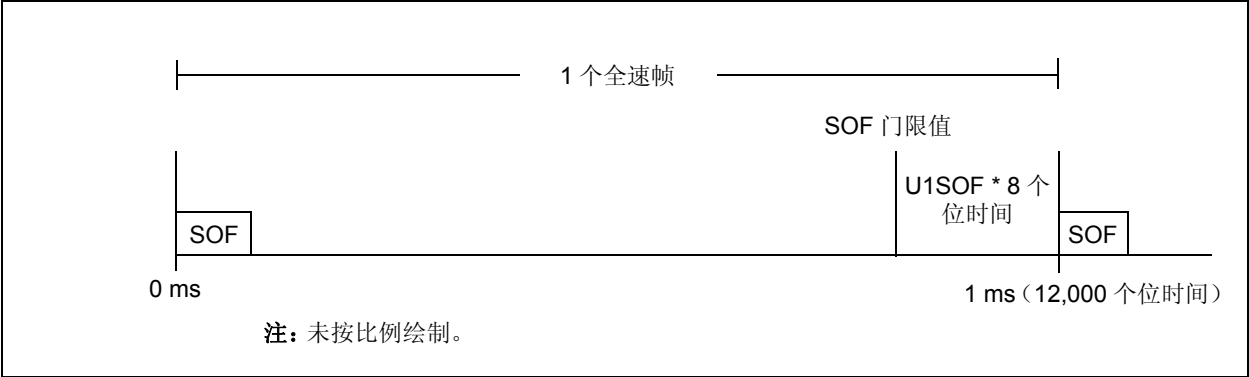 1 个全速帧
SOF 门限值
U1SOF * 8 个
位时间
SOF
SOF
0 ms
1 ms（12,000 个位时间）
注: 未按比例绘制。